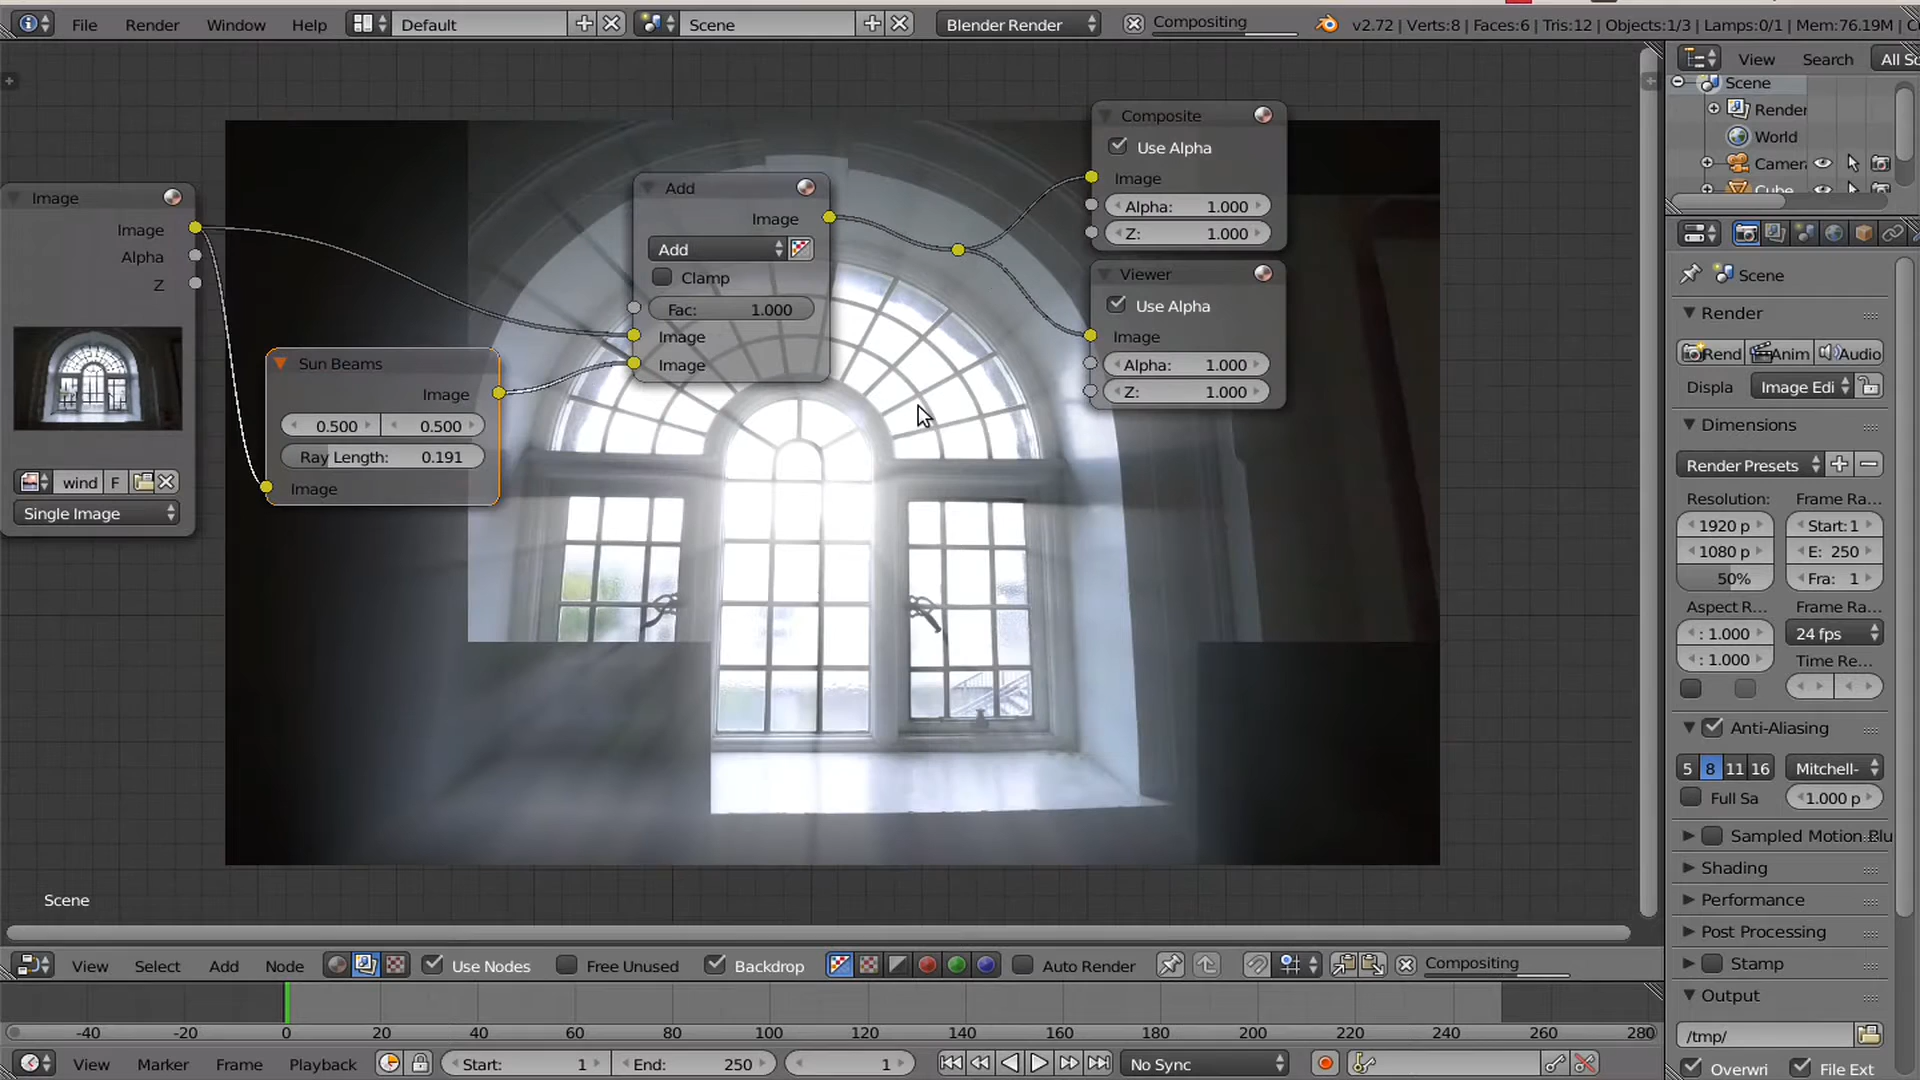 File Render Window Help Default Scene Blender Render Compositing v2.72 | Verts:8 | Faces:6 | Tris:12 | Objects:1/3 | Lamps:0/1 | Mem:76.19M
View Search All Sc
Scene
Render
World
Camera
Cube
Scene
Render
Rend Anim Audio
Displa Image Edi
Dimensions
Render Presets
Resolution: Frame Ra...
1920 p Start: 1
1080 p E: 250
50% Fra: 1
Aspect R... Frame Ra...
: 1.000 24 fps
: 1.000 Time Re...
Anti-Aliasing
5 8 11 16 Mitchell-
Full Sa 1.000 p
Sampled Motion Blu
Shading
Performance
Post Processing
Stamp
Output
/tmp/
Overwri File Ext
Image
Image
Alpha
Z
wind F
Single Image
Sun Beams
Image
0.500 0.500
Ray Length: 0.191
Image
Add
Image
Add
Clamp
Fac: 1.000
Image
Image
Composite
Use Alpha
Image
Alpha: 1.000
Z: 1.000
Viewer
Use Alpha
Image
Alpha: 1.000
Z: 1.000
Scene
View Select Add Node Use Nodes Free Unused Backdrop Auto Render Compositing
-40 -20 0 20 40 60 80 100 120 140 160 180 200 220 240 260 280
View Marker Frame Playback Start: 1 End: 250 1 No Sync